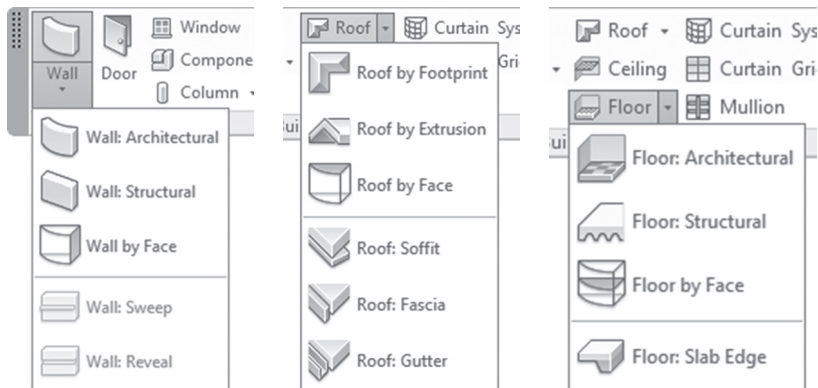 Wall
Door
Window
Compone
Column
Wall: Architectural
Wall: Structural
Wall by Face
Wall: Sweep
Wall: Reveal
Roof
Curtain Sys
Gri
Roof by Footprint
Roof by Extrusion
Roof by Face
Roof: Soffit
Roof: Fascia
Roof: Gutter
Roof
Curtain Sys
Ceiling
Curtain Gri
Floor
Mullion
Floor: Architectural
Floor: Structural
Floor by Face
Floor: Slab Edge